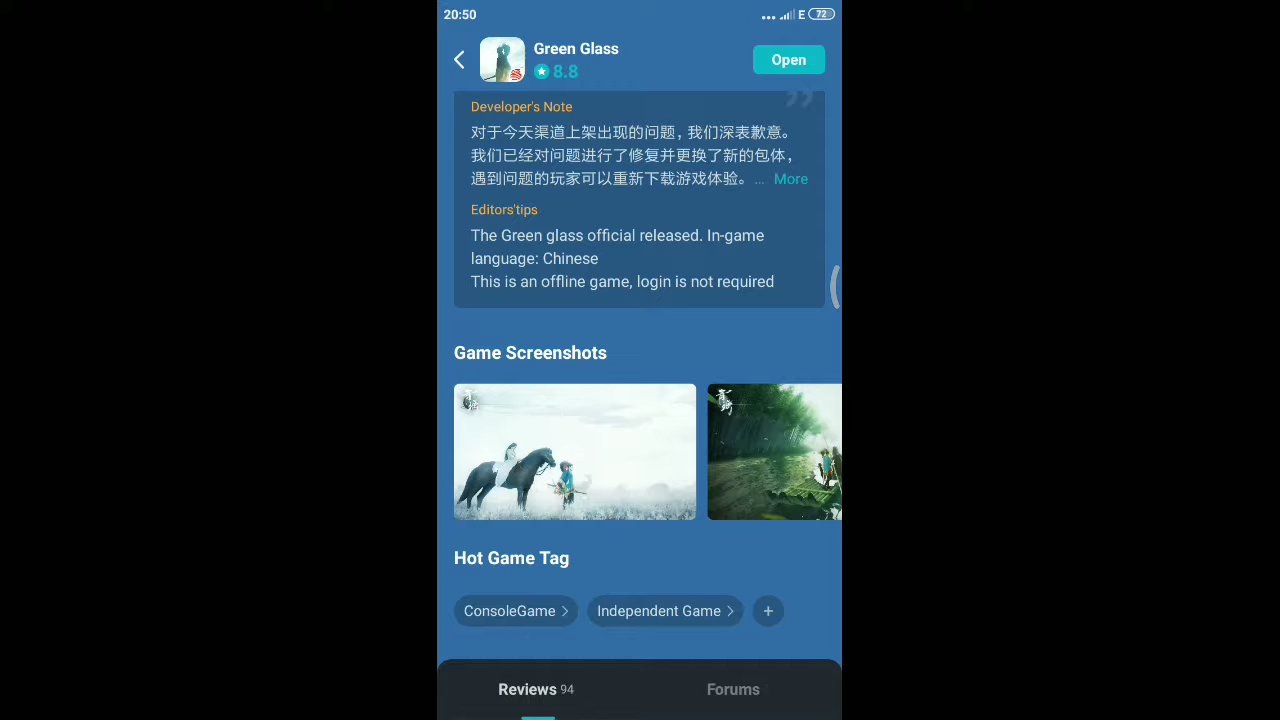 20:50
E 72
Green Glass
8.8
Open
Developer's Note
对于今天渠道上架出现的问题，我们深表歉意。
我们已经对问题进行了修复并更换了新的包体，
遇到问题的玩家可以重新下载游戏体验。... More
Editors'tips
The Green glass official released. In-game
language: Chinese
This is an offline game, login is not required
Game Screenshots
Hot Game Tag
ConsoleGame
Independent Game
+
Reviews 94
Forums